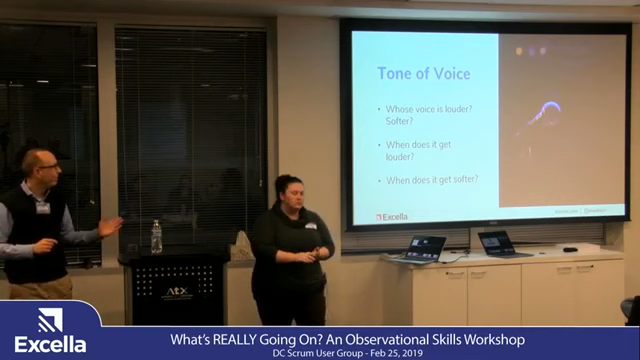 Tone of Voice
• Whose voice is louder?
Softer?
• When does it get
louder?
• When does it get softer?
Excella
ATX
Excella
What's REALLY Going On? An Observational Skills Workshop
DC Scrum User Group - Feb 25, 2019